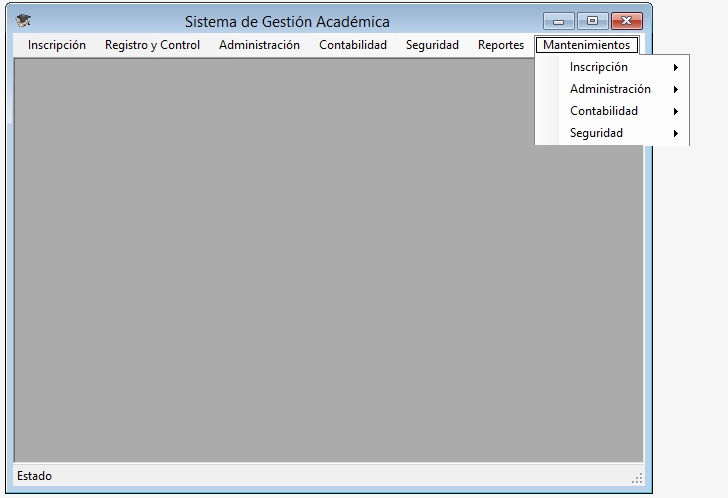 Sistema de Gestión Académica
Inscripción Registro y Control Administración Contabilidad Seguridad Reportes Mantenimientos
Inscripción
Administración
Contabilidad
Seguridad
Estado